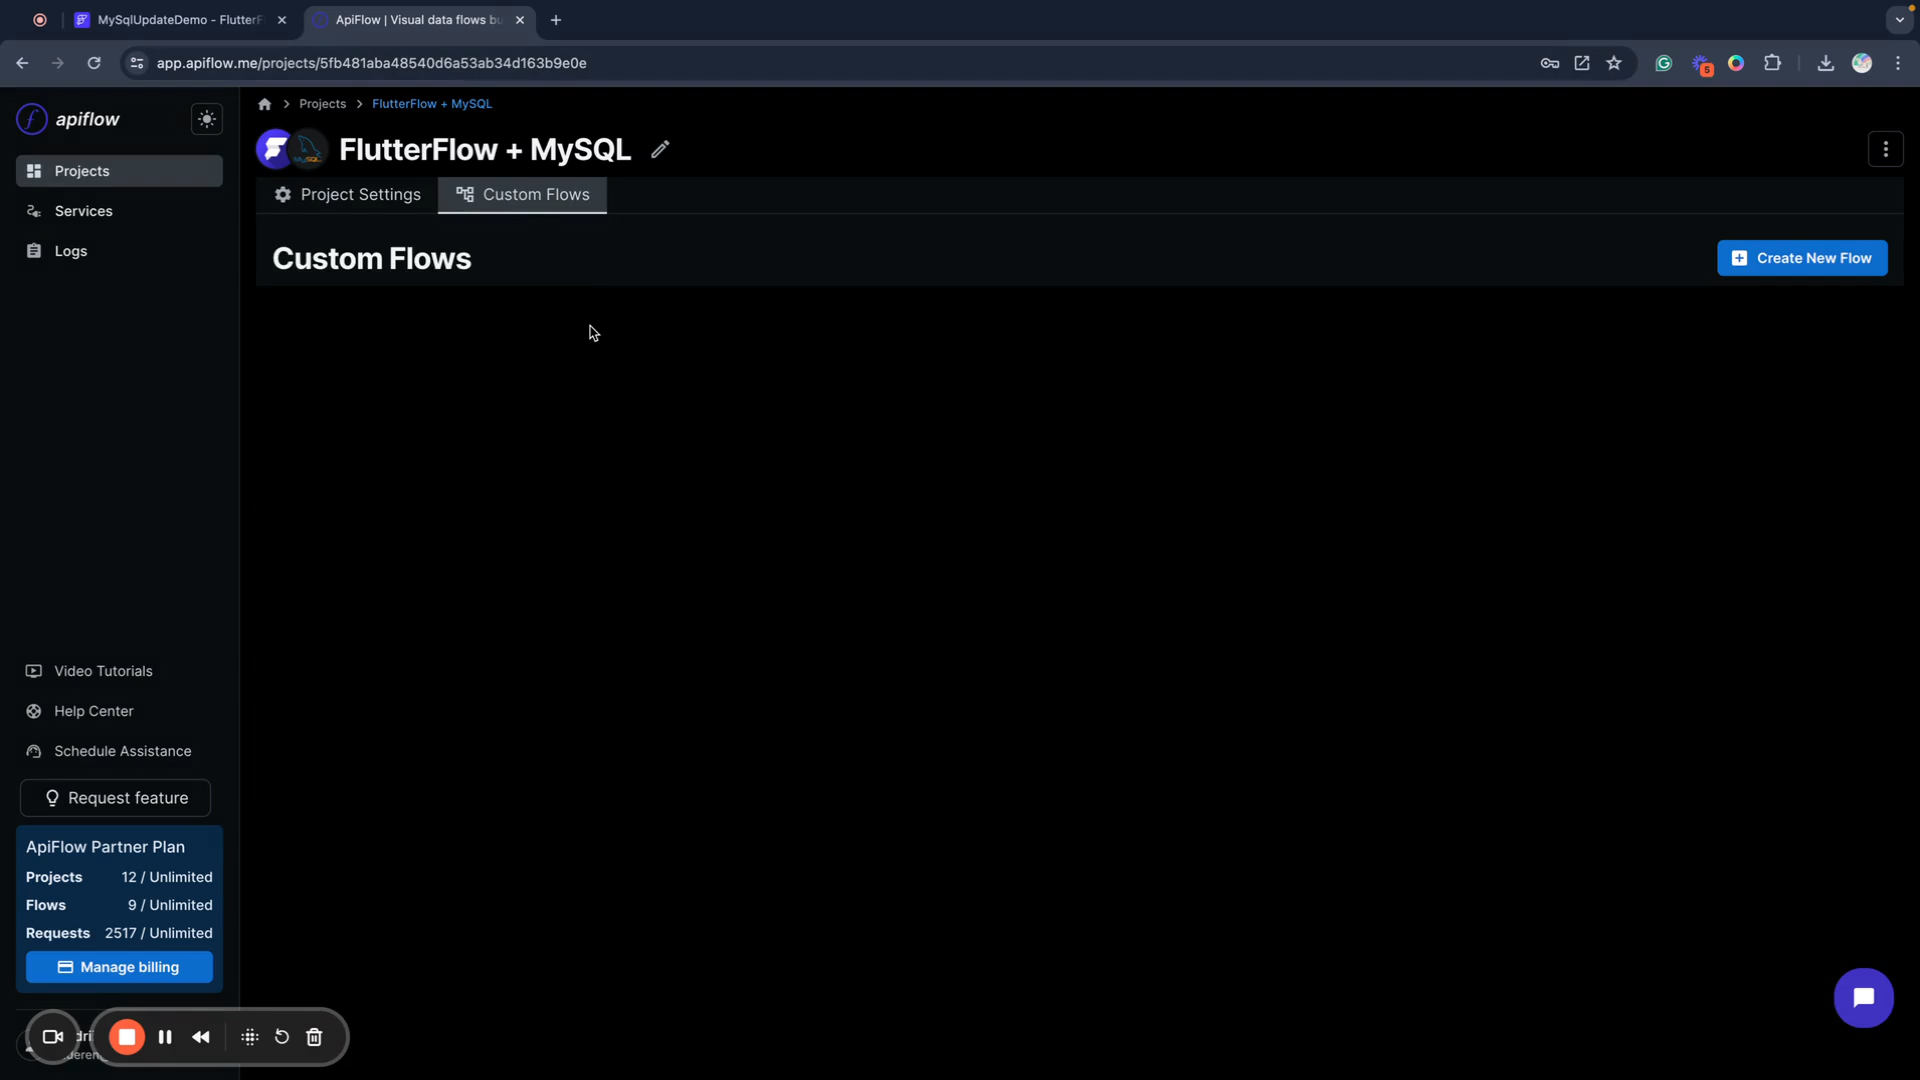 MySqlUpdateDemo - FlutterF
ApiFlow | Visual data flows bu
app.apiflow.me/projects/5fb481aba48540d6a53ab34d163b9e0e
5
apiflow
Projects
Services
Logs
Projects
FlutterFlow + MySQL
MySQL
FlutterFlow + MySQL
Project Settings
Custom Flows
Custom Flows
Create New Flow
Video Tutorials
Help Center
Schedule Assistance
Request feature
ApiFlow Partner Plan
Projects 12 / Unlimited
Flows 9 / Unlimited
Requests 2517 / Unlimited
Manage billing